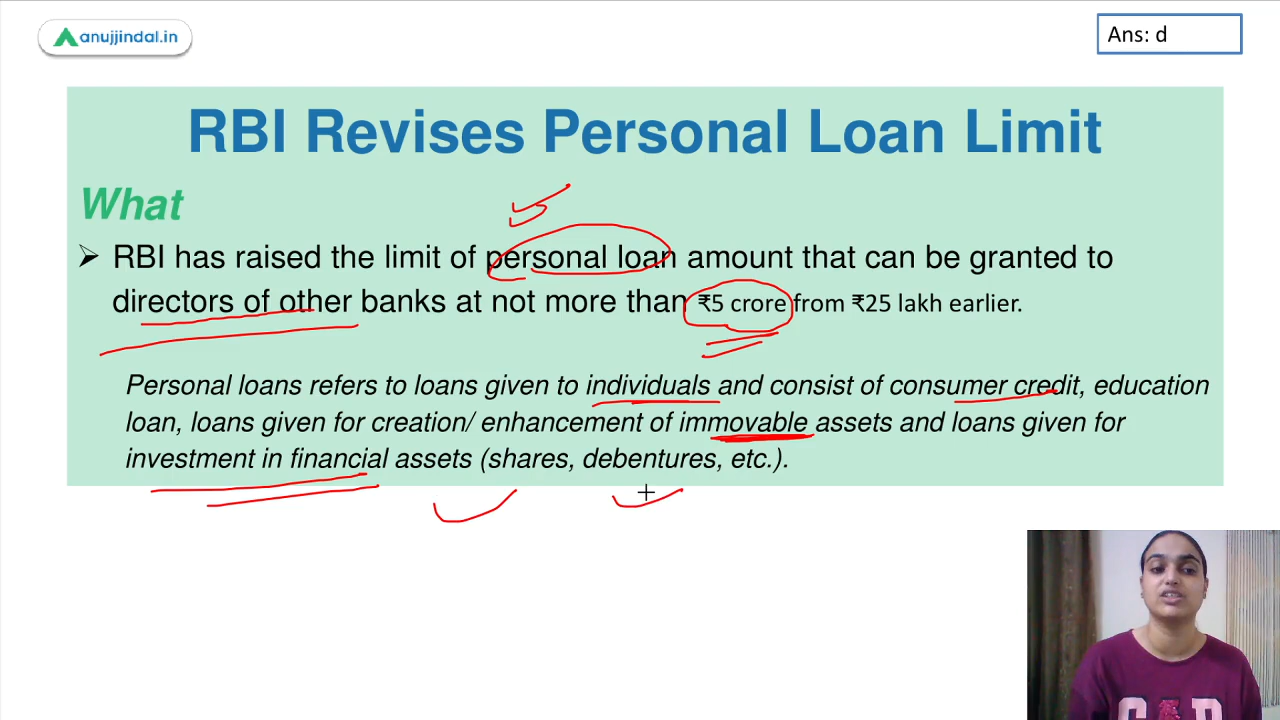 anujjindal.in
Ans: d
RBI Revises Personal Loan Limit
What
➢ RBI has raised the limit of personal loan amount that can be granted to
directors of other banks at not more than ₹5 crore from ₹25 lakh earlier.
Personal loans refers to loans given to individuals and consist of consumer credit, education
loan, loans given for creation/ enhancement of immovable assets and loans given for
investment in financial assets (shares, debentures, etc.).